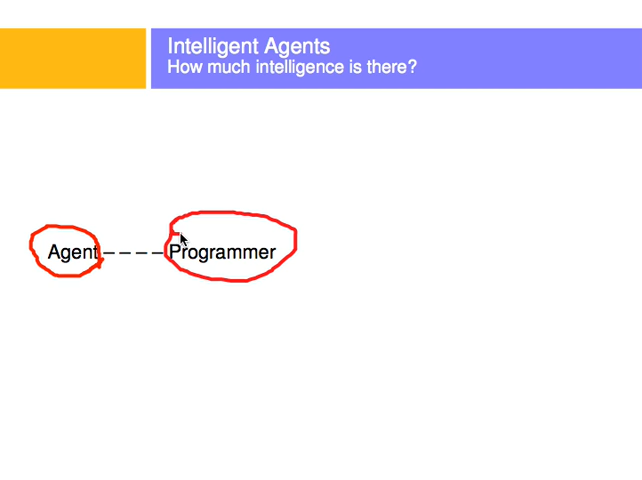 Intelligent Agents
How much intelligence is there?
Agent – – – – Programmer